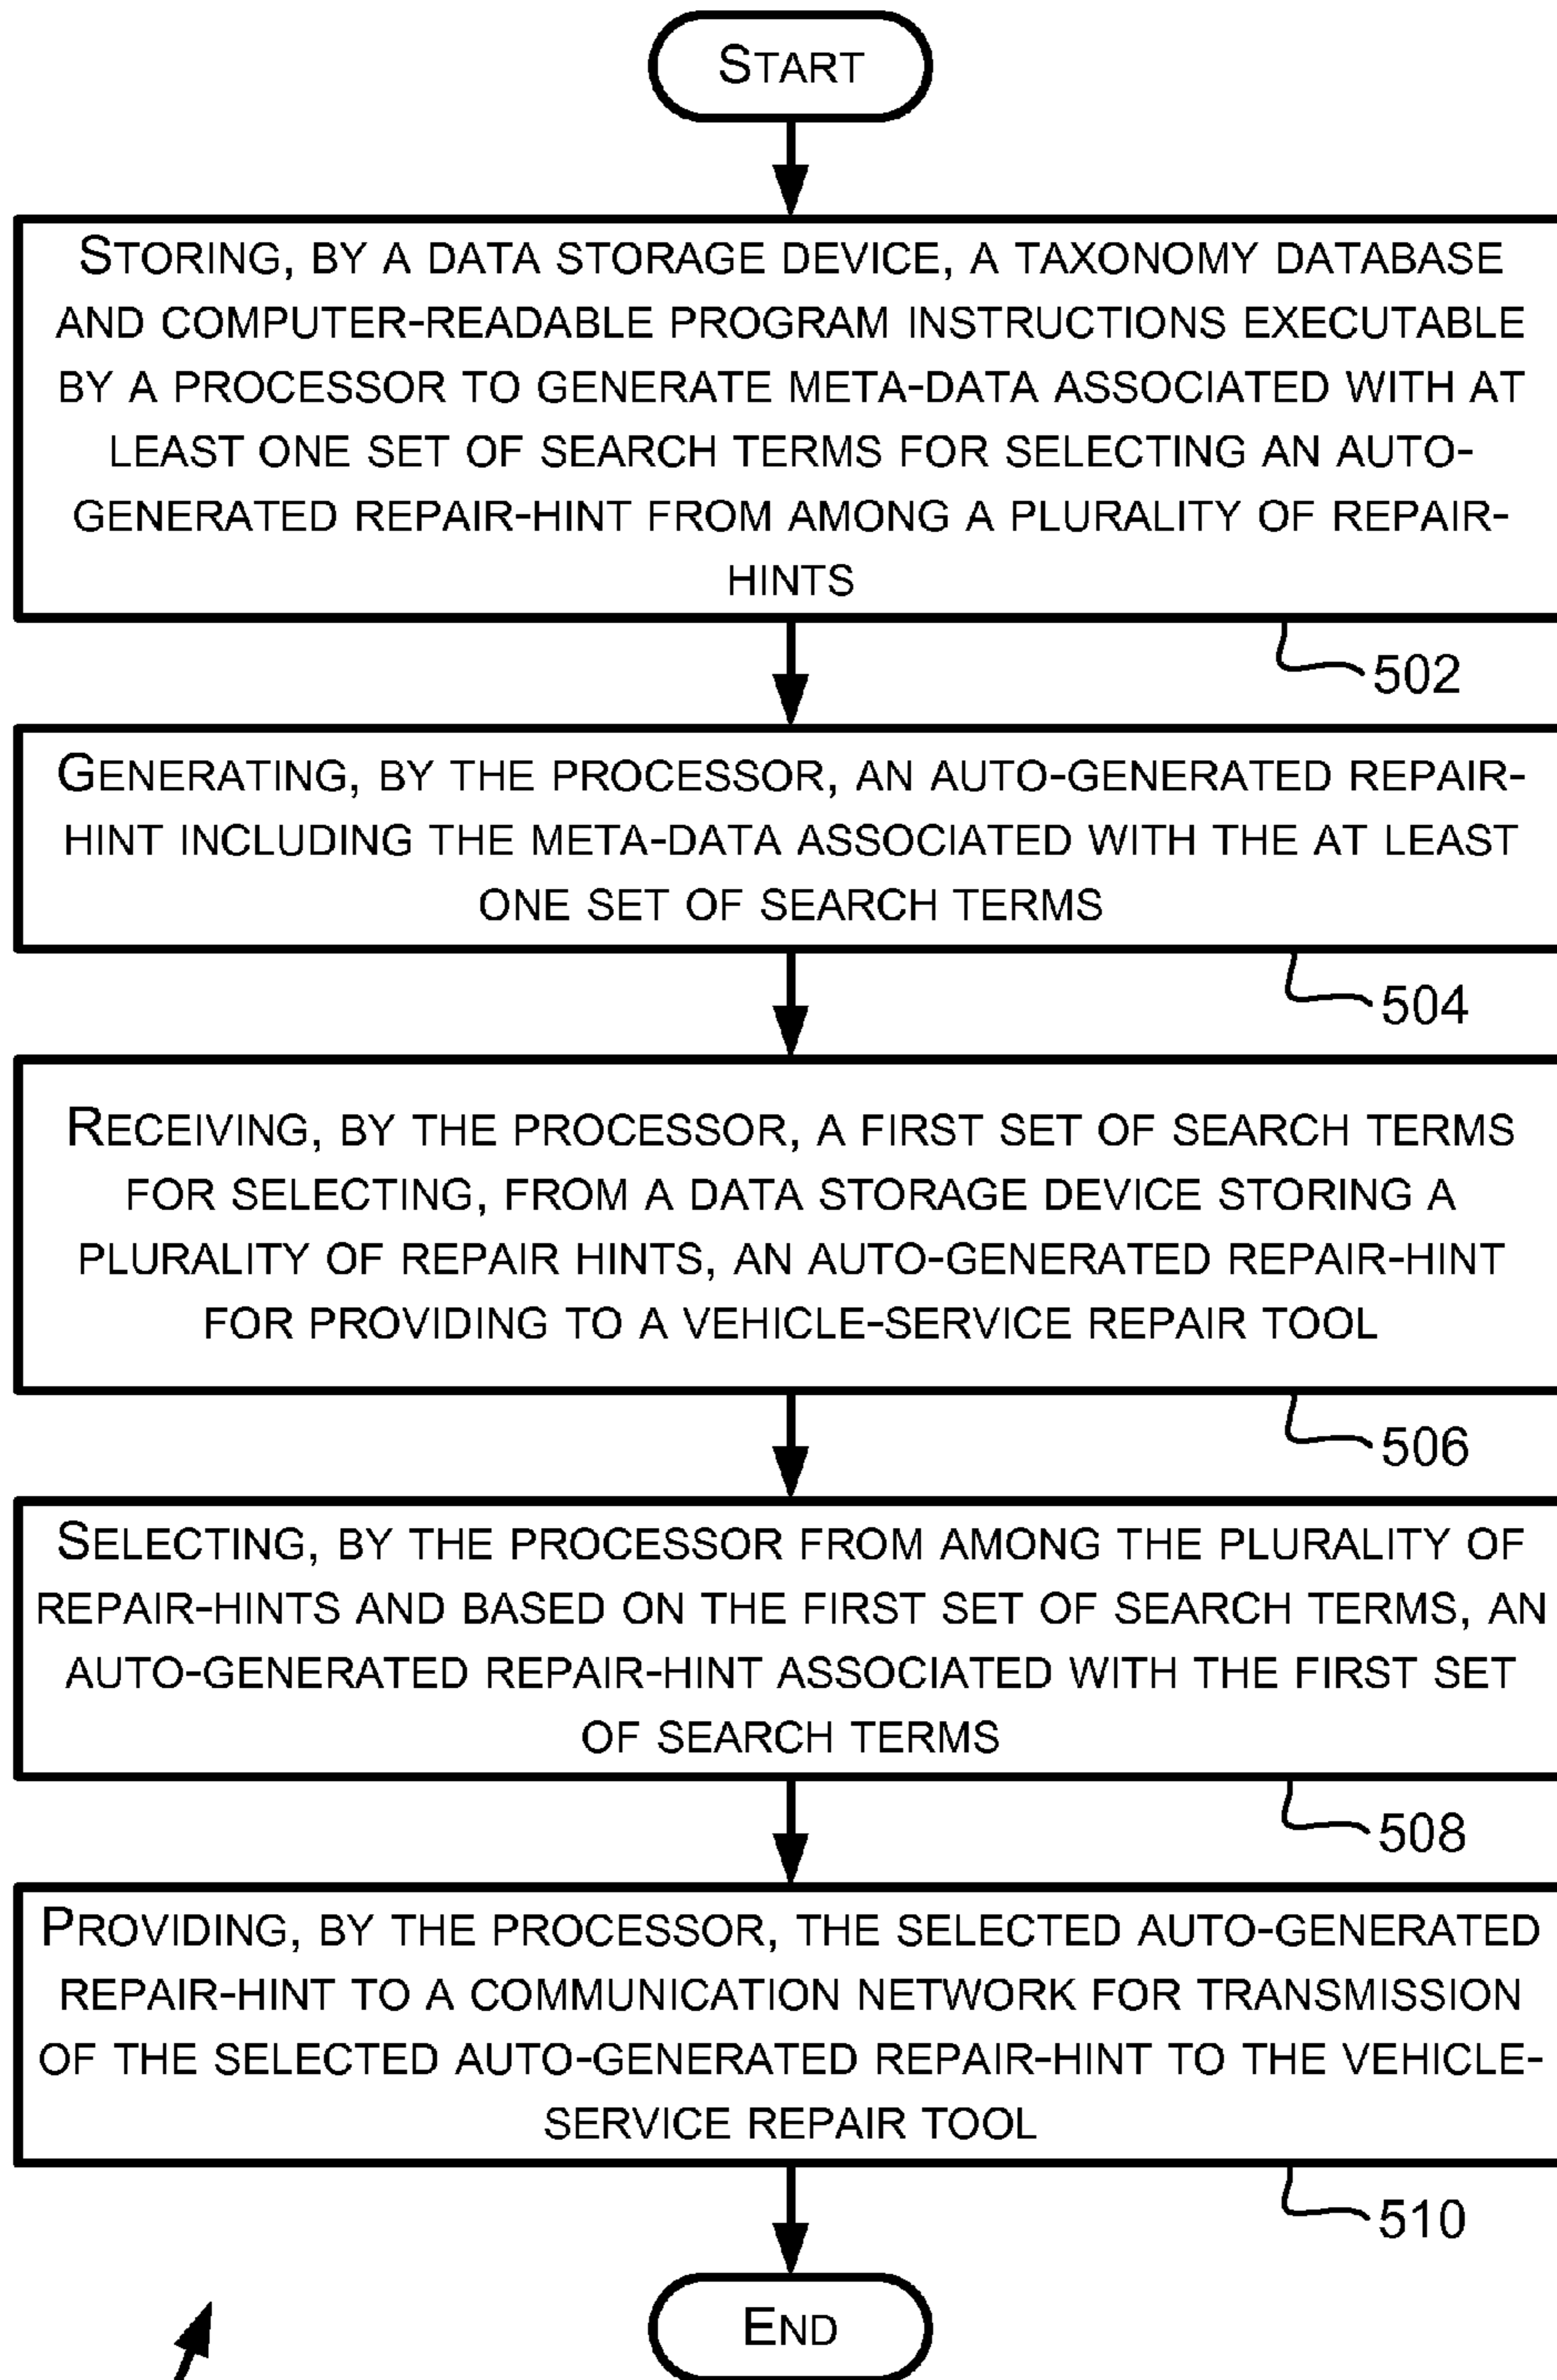 START
STORING, BY A DATA STORAGE DEVICE, A TAXONOMY DATABASE
AND COMPUTER-READABLE PROGRAM INSTRUCTIONS EXECUTABLE
BY A PROCESSOR TO GENERATE META-DATA ASSOCIATED WITH AT
LEAST ONE SET OF SEARCH TERMS FOR SELECTING AN AUTO-
GENERATED REPAIR-HINT FROM AMONG A PLURALITY OF REPAIR-
HINTS
502
GENERATING, BY THE PROCESSOR, AN AUTO-GENERATED REPAIR-
HINT INCLUDING THE META-DATA ASSOCIATED WITH THE AT LEAST
ONE SET OF SEARCH TERMS
504
RECEIVING, BY THE PROCESSOR, A FIRST SET OF SEARCH TERMS
FOR SELECTING, FROM A DATA STORAGE DEVICE STORING A
PLURALITY OF REPAIR HINTS, AN AUTO-GENERATED REPAIR-HINT
FOR PROVIDING TO A VEHICLE-SERVICE REPAIR TOOL
506
SELECTING, BY THE PROCESSOR FROM AMONG THE PLURALITY OF
REPAIR-HINTS AND BASED ON THE FIRST SET OF SEARCH TERMS, AN
AUTO-GENERATED REPAIR-HINT ASSOCIATED WITH THE FIRST SET
OF SEARCH TERMS
508
PROVIDING, BY THE PROCESSOR, THE SELECTED AUTO-GENERATED
REPAIR-HINT TO A COMMUNICATION NETWORK FOR TRANSMISSION
OF THE SELECTED AUTO-GENERATED REPAIR-HINT TO THE VEHICLE-
SERVICE REPAIR TOOL
510
END